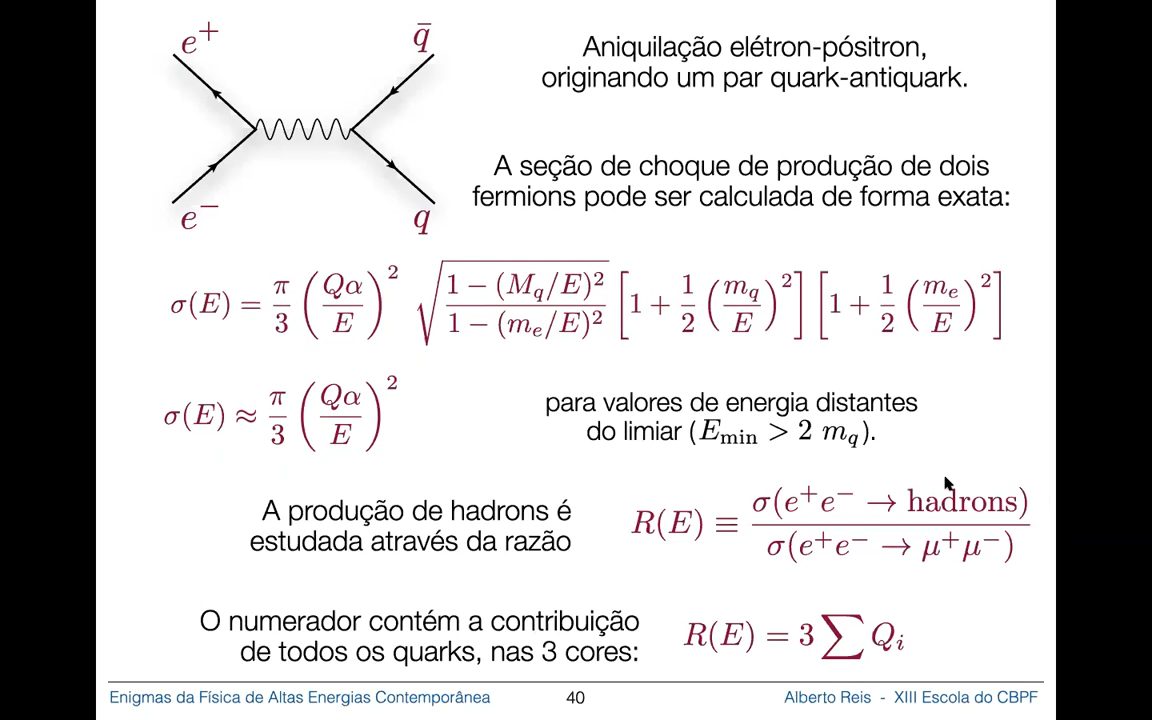 e⁺
q̄
e⁻
q
Aniquilação elétron-pósitron,
originando um par quark-antiquark.
A seção de choque de produção de dois
fermions pode ser calculada de forma exata:
σ(E) = π/3 (Qα/E)² √((1 − (M_q/E)²)/(1 − (m_e/E)²)) [1 + 1/2 (m_q/E)²] [1 + 1/2 (m_e/E)²]
σ(E) ≈ π/3 (Qα/E)²
para valores de energia distantes
do limiar (E_min > 2 m_q).
A produção de hadrons é
estudada através da razão
R(E) ≡ σ(e⁺e⁻ → hadrons)/σ(e⁺e⁻ → μ⁺μ⁻)
O numerador contém a contribuição
de todos os quarks, nas 3 cores:
R(E) = 3 ∑ Q_i
Enigmas da Física de Altas Energias Contemporânea
40
Alberto Reis - XIII Escola do CBPF